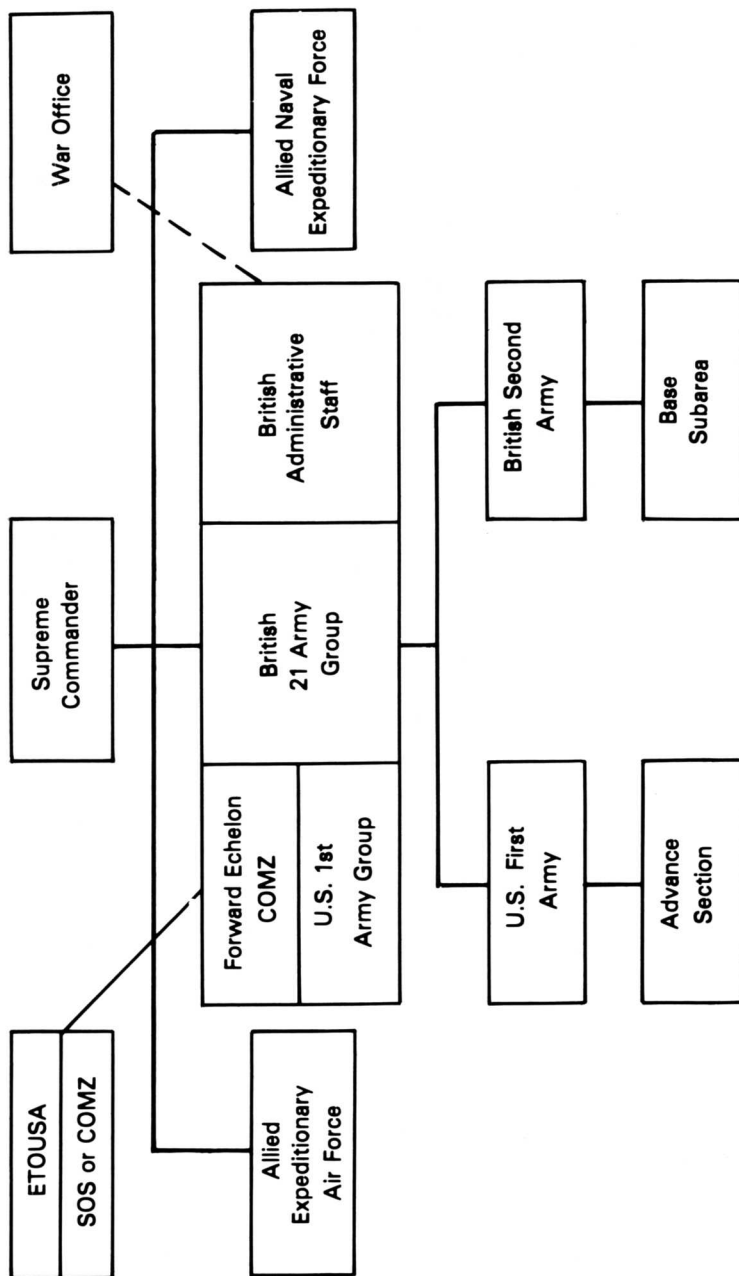 ETOUSA
SOS or COMZ
Supreme
Commander
War Office
Allied
Expeditionary
Air Force
Forward Echelon
COMZ
U.S. 1st
Army Group
British
21 Army
Group
British
Administrative
Staff
Allied Naval
Expeditionary Force
U.S. First
Army
British Second
Army
Advance
Section
Base
Subarea